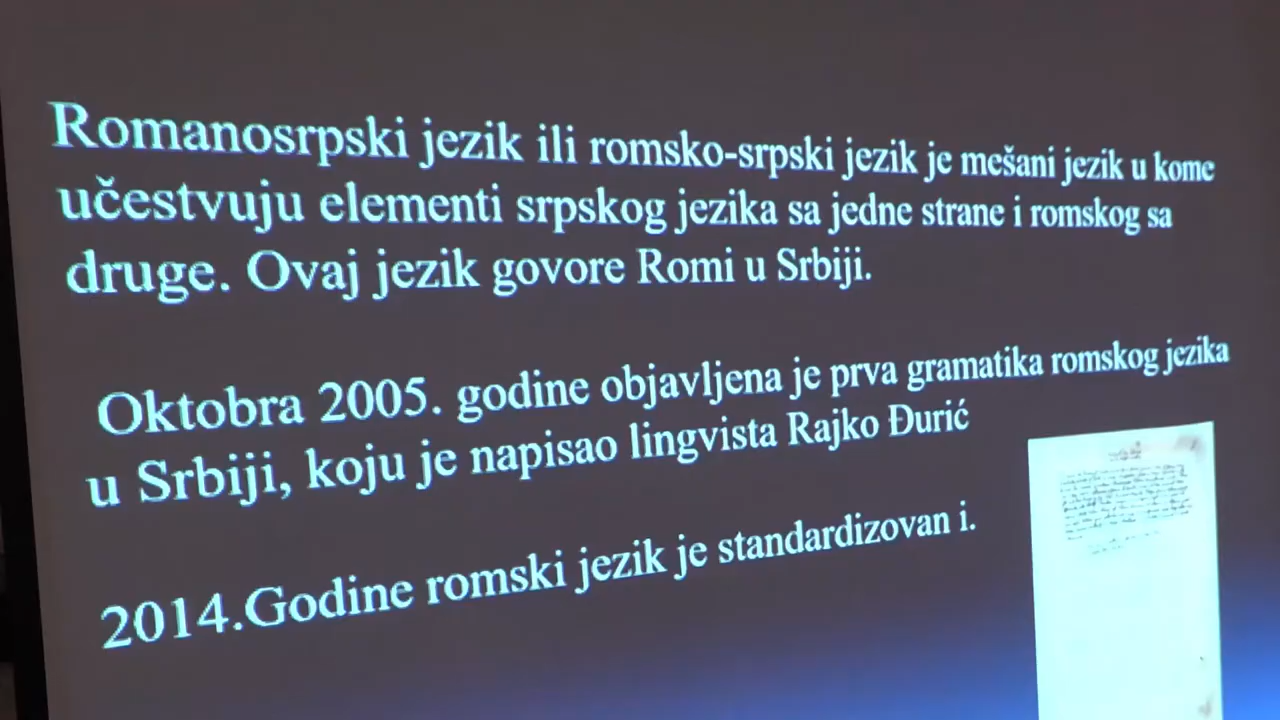 Romanosrpski jezik ili romsko-srpski jezik je mešani jezik u kome
učestvuju elementi srpskog jezika sa jedne strane i romskog sa
druge. Ovaj jezik govore Romi u Srbiji.
Oktobra 2005. godine objavljena je prva gramatika romskog jezika
u Srbiji, koju je napisao lingvista Rajko Đurić
2014.Godine romski jezik je standardizovan i.